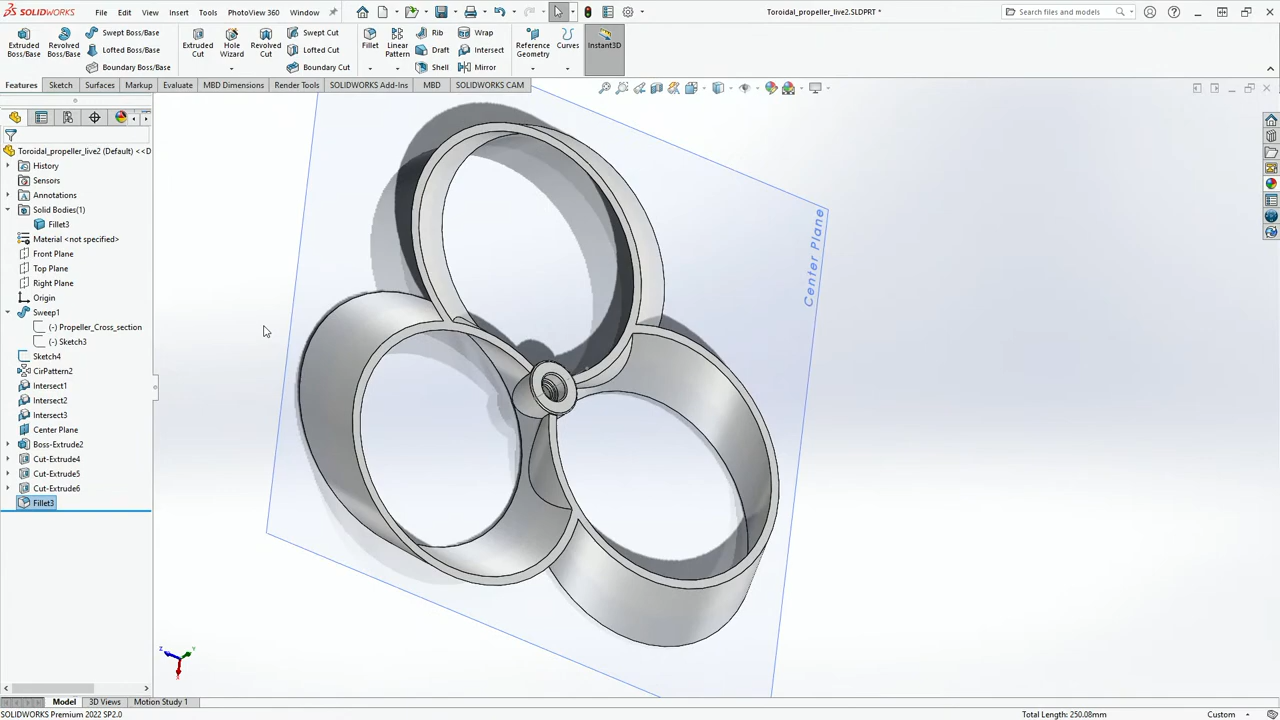 SOLIDWORKS
File Edit View Insert Tools PhotoView 360 Window
Toroidal_propeller_live2.SLDPRT *
Search files and models
Extruded Boss/Base
Revolved Boss/Base
Swept Boss/Base
Lofted Boss/Base
Boundary Boss/Base
Extruded Cut
Hole Wizard
Revolved Cut
Swept Cut
Lofted Cut
Boundary Cut
Fillet
Linear Pattern
Rib
Draft
Shell
Wrap
Intersect
Mirror
Reference Geometry
Curves
Instant3D
Features Sketch Surfaces Markup Evaluate MBD Dimensions Render Tools SOLIDWORKS Add-Ins MBD SOLIDWORKS CAM
Toroidal_propeller_live2 (Default) <<D
History
Sensors
Annotations
Solid Bodies(1)
Fillet3
Material <not specified>
Front Plane
Top Plane
Right Plane
Origin
Sweep1
(-) Propeller_Cross_section
(-) Sketch3
Sketch4
CirPattern2
Intersect1
Intersect2
Intersect3
Center Plane
Boss-Extrude2
Cut-Extrude4
Cut-Extrude5
Cut-Extrude6
Fillet3
Center Plane
Z Y X
Model 3D Views Motion Study 1
SOLIDWORKS Premium 2022 SP2.0
Total Length: 250.08mm
Custom